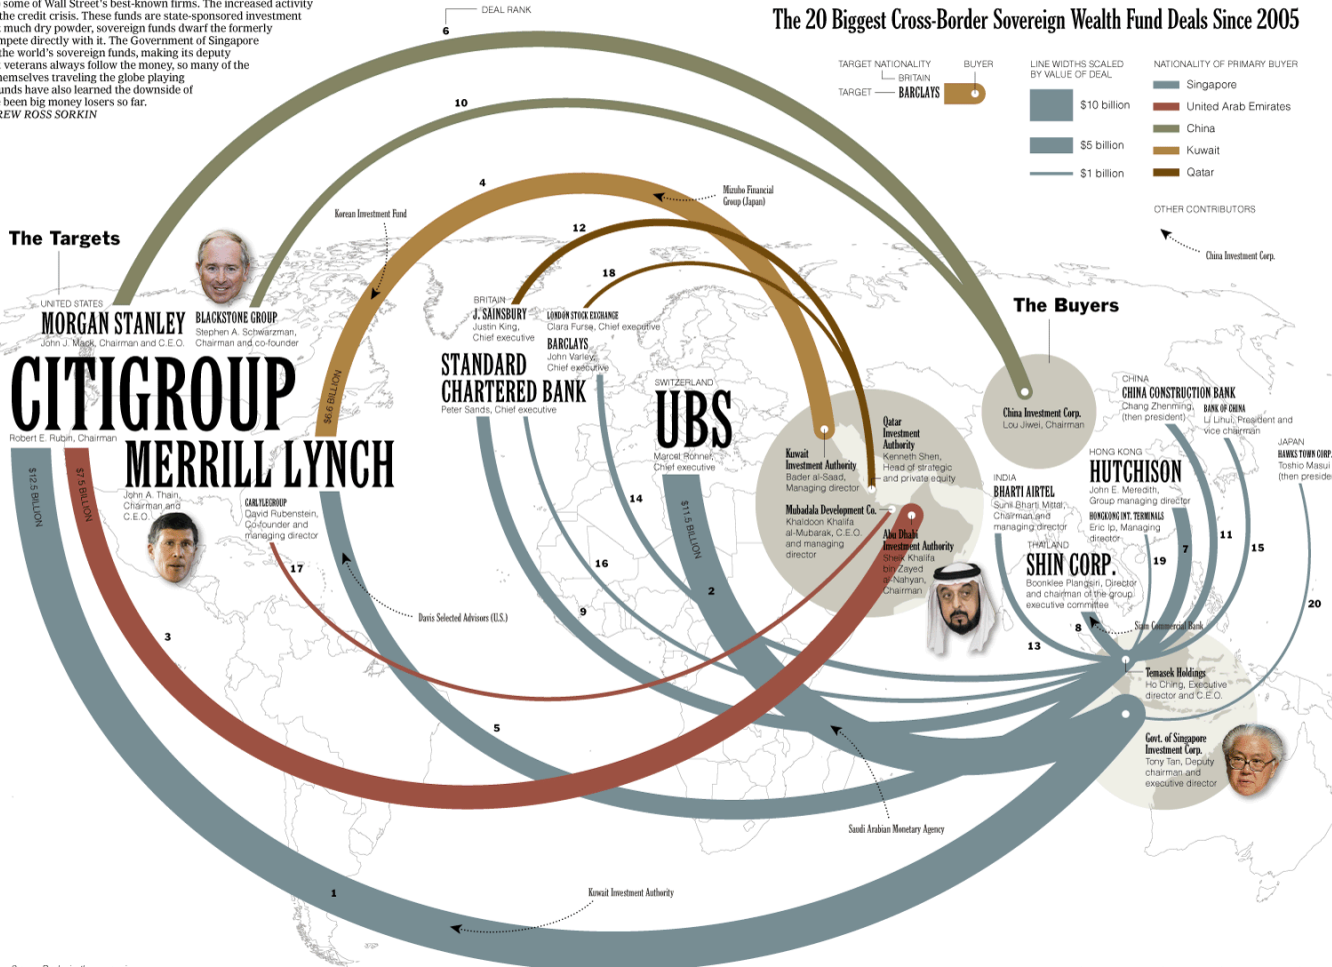 some of Wall Street's best-known firms. The increased activity
the credit crisis. These funds are state-sponsored investment
much dry powder, sovereign funds dwarf the formerly
mpete directly with it. The Government of Singapore
the world's sovereign funds, making its deputy
veterans always follow the money, so many of the
hemselves traveling the globe playing
unds have also learned the downside of
been big money losers so far.
REW ROSS SORKIN
DEAL RANK
6
10
4
12
18
The 20 Biggest Cross-Border Sovereign Wealth Fund Deals Since 2005
TARGET NATIONALITY
BUYER
BRITAIN
TARGET
BARCLAYS
LINE WIDTHS SCALED
BY VALUE OF DEAL
$10 billion
$5 billion
$1 billion
NATIONALITY OF PRIMARY BUYER
Singapore
United Arab Emirates
China
Kuwait
Qatar
OTHER CONTRIBUTORS
China Investment Corp.
Korean Investment Fund
Mizuho Financial
Group (Japan)
The Targets
UNITED STATES
MORGAN STANLEY
John J. Mack, Chairman and C.E.O.
BLACKSTONE GROUP
Stephen A. Schwarzman,
Chairman and co-founder
CITIGROUP
Robert E. Rubin, Chairman
MERRILL LYNCH
John A. Thain,
Chairman and
C.E.O.
CARLYLE GROUP
David Rubenstein,
Co-founder and
managing director
$12.5 BILLION
$7.5 BILLION
$6.6 BILLION
BRITAIN
J. SAINSBURY
Justin King,
Chief executive
LONDON STOCK EXCHANGE
Clara Furse, Chief executive
BARCLAYS
John Varley,
Chief executive
STANDARD
CHARTERED BANK
Peter Sands, Chief executive
SWITZERLAND
UBS
Marcel Rohner,
Chief executive
$11.5 BILLION
The Buyers
China Investment Corp.
Lou Jiwei, Chairman
Kuwait
Investment Authority
Bader al-Saad,
Managing director
Qatar
Investment
Authority
Kenneth Shen,
Head of strategic
and private equity
Mubadala Development Co.
Khaldoon Khalifa
al-Mubarak, C.E.O.
and managing
director
Abu Dhabi
Investment Authority
Sheik Khalifa
bin Zayed
al-Nahyan,
Chairman
CHINA
CHINA CONSTRUCTION BANK
Chang Zhenming,
(then president)
BANK OF CHINA
Li Lihui, President and
vice chairman
JAPAN
HAWKS TOWN CORP.
Toshio Masui
(then preside
HONG KONG
HUTCHISON
John E. Meredith,
Group managing director
HONGKONG INT. TERMINALS
Eric Ip, Managing
director
INDIA
BHARTI AIRTEL
Sunil Bharti Mittal,
Chairman and
managing director
THAILAND
SHIN CORP.
Boonklee Plangsiri, Director
and chairman of the group
executive committee
Siam Commercial Bank
Temasek Holdings
Ho Ching, Executive
director and C.E.O.
Govt. of Singapore
Investment Corp.
Tony Tan, Deputy
chairman and
executive director
Davis Selected Advisors (U.S.)
Saudi Arabian Monetary Agency
Kuwait Investment Authority
14
16
9
2
17
3
5
1
13
8
19
7
11
15
20